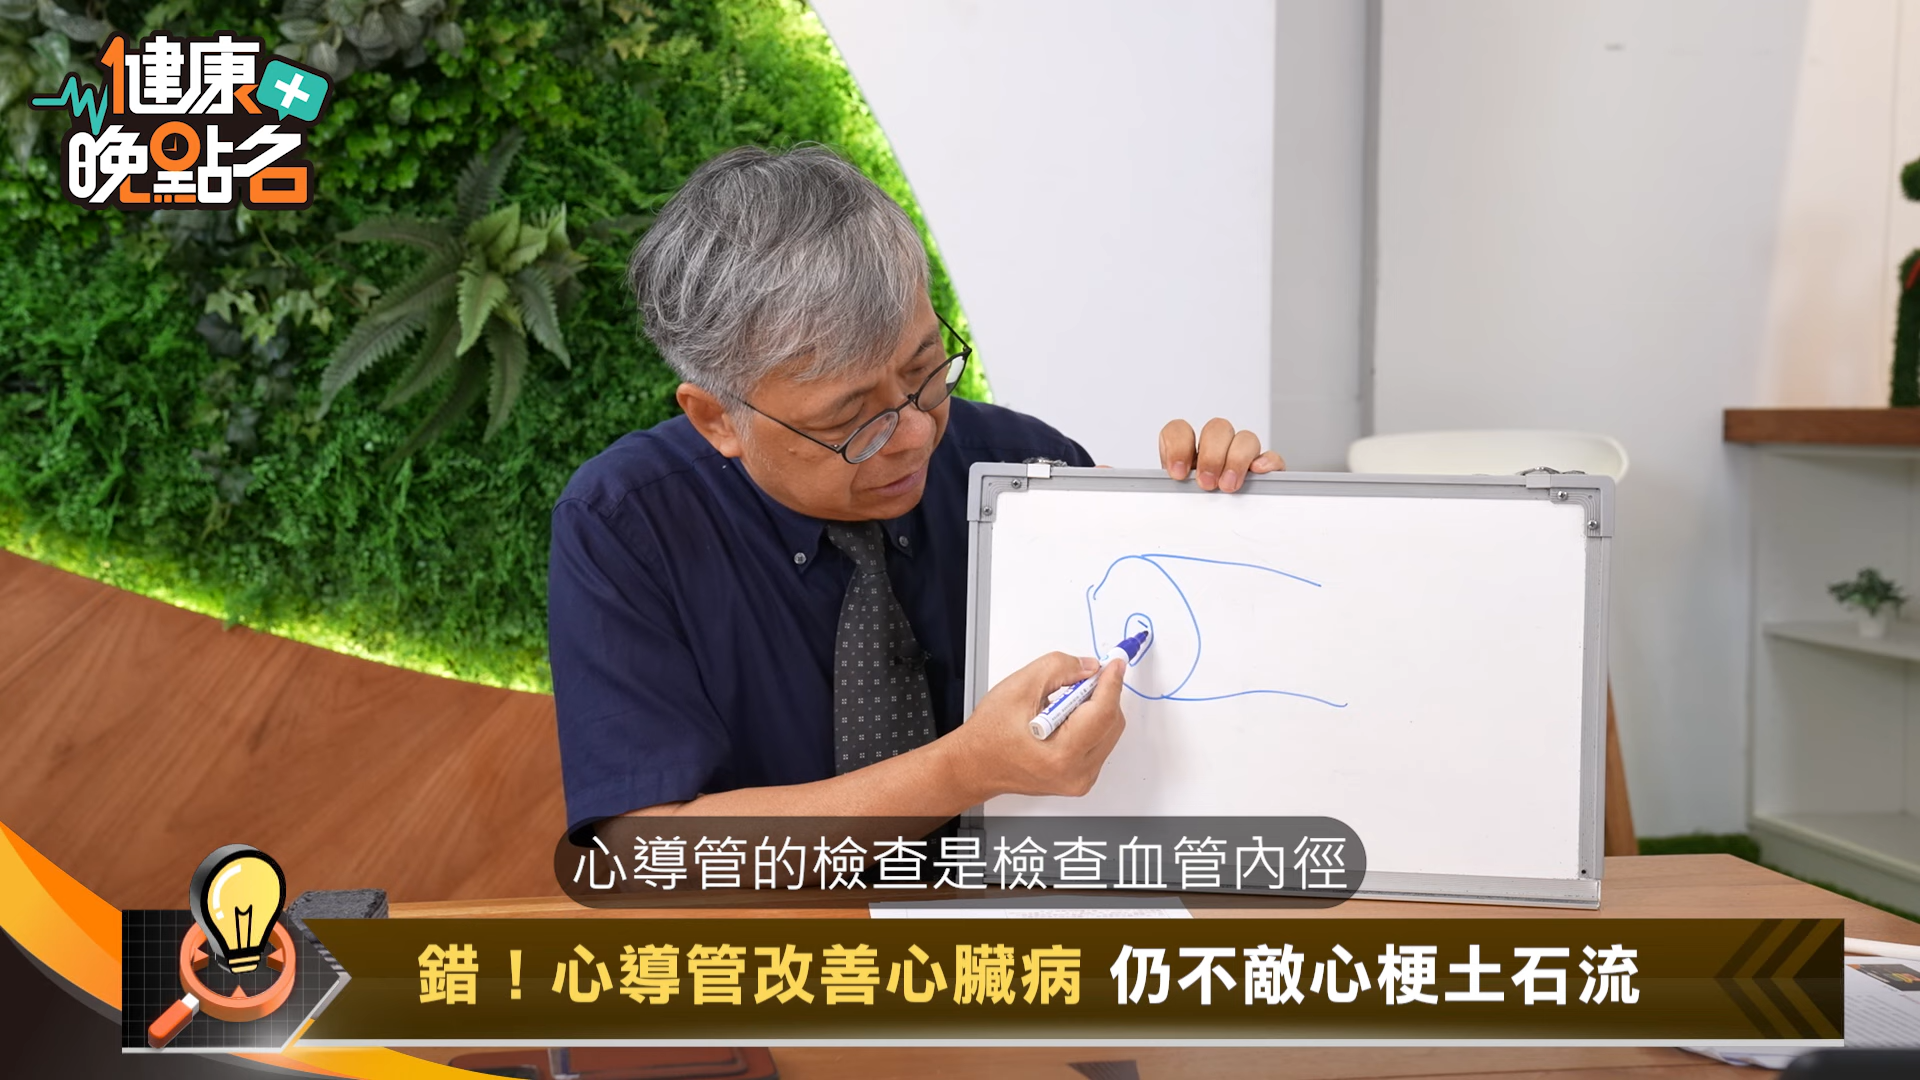 健康
晚點名
心導管的檢查是檢查血管內徑
錯！心導管改善心臟病 仍不敵心梗土石流